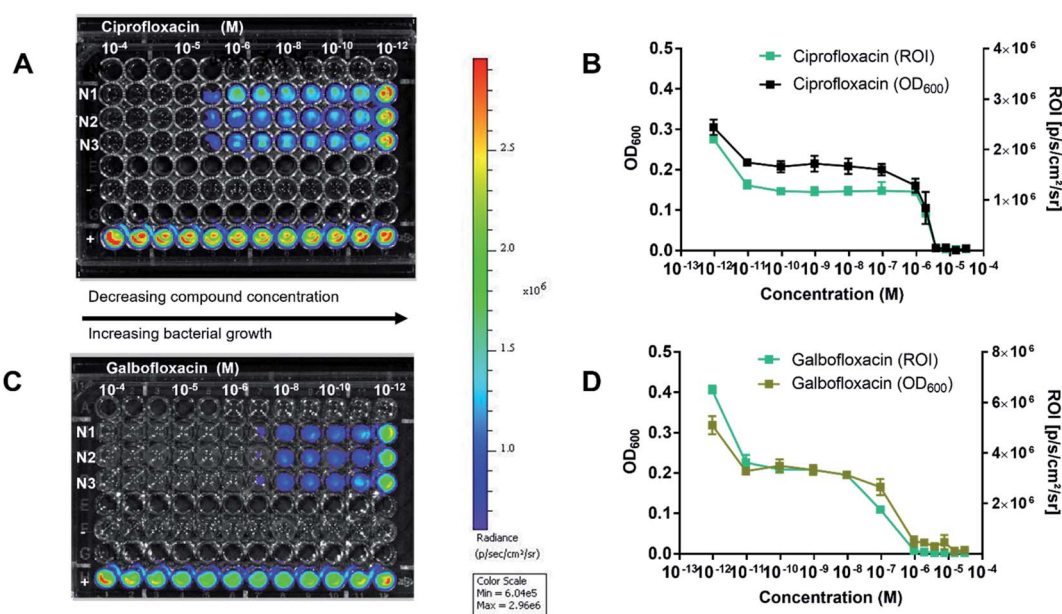 A
Ciprofloxacin (M)
10⁻⁴ 10⁻⁵ 10⁻⁶ 10⁻⁸ 10⁻¹⁰ 10⁻¹²
N1
N2
N3
-
+
Decreasing compound concentration
Increasing bacterial growth
C
Galbofloxacin (M)
10⁻⁴ 10⁻⁵ 10⁻⁶ 10⁻⁸ 10⁻¹⁰ 10⁻¹²
A
N1
N2
N3
-
G
+
2.5
2.0
x10⁶
1.5
1.0
Radiance
(p/sec/cm²/sr)
Color Scale
Min = 6.04e5
Max = 2.96e6
B
Ciprofloxacin (ROI)
Ciprofloxacin (OD₆₀₀)
OD₆₀₀
0.5
0.4
0.3
0.2
0.1
0.0
4×10⁶
3×10⁶
2×10⁶
1×10⁶
ROI [p/s/cm²/sr]
10⁻¹³ 10⁻¹² 10⁻¹¹ 10⁻¹⁰ 10⁻⁹ 10⁻⁸ 10⁻⁷ 10⁻⁶ 10⁻⁵ 10⁻⁴
Concentration (M)
D
Galbofloxacin (ROI)
Galbofloxacin (OD₆₀₀)
OD₆₀₀
0.5
0.4
0.3
0.2
0.1
0.0
8×10⁶
6×10⁶
4×10⁶
2×10⁶
ROI [p/s/cm²/sr]
10⁻¹³ 10⁻¹² 10⁻¹¹ 10⁻¹⁰ 10⁻⁹ 10⁻⁸ 10⁻⁷ 10⁻⁶ 10⁻⁵ 10⁻⁴
Concentration (M)